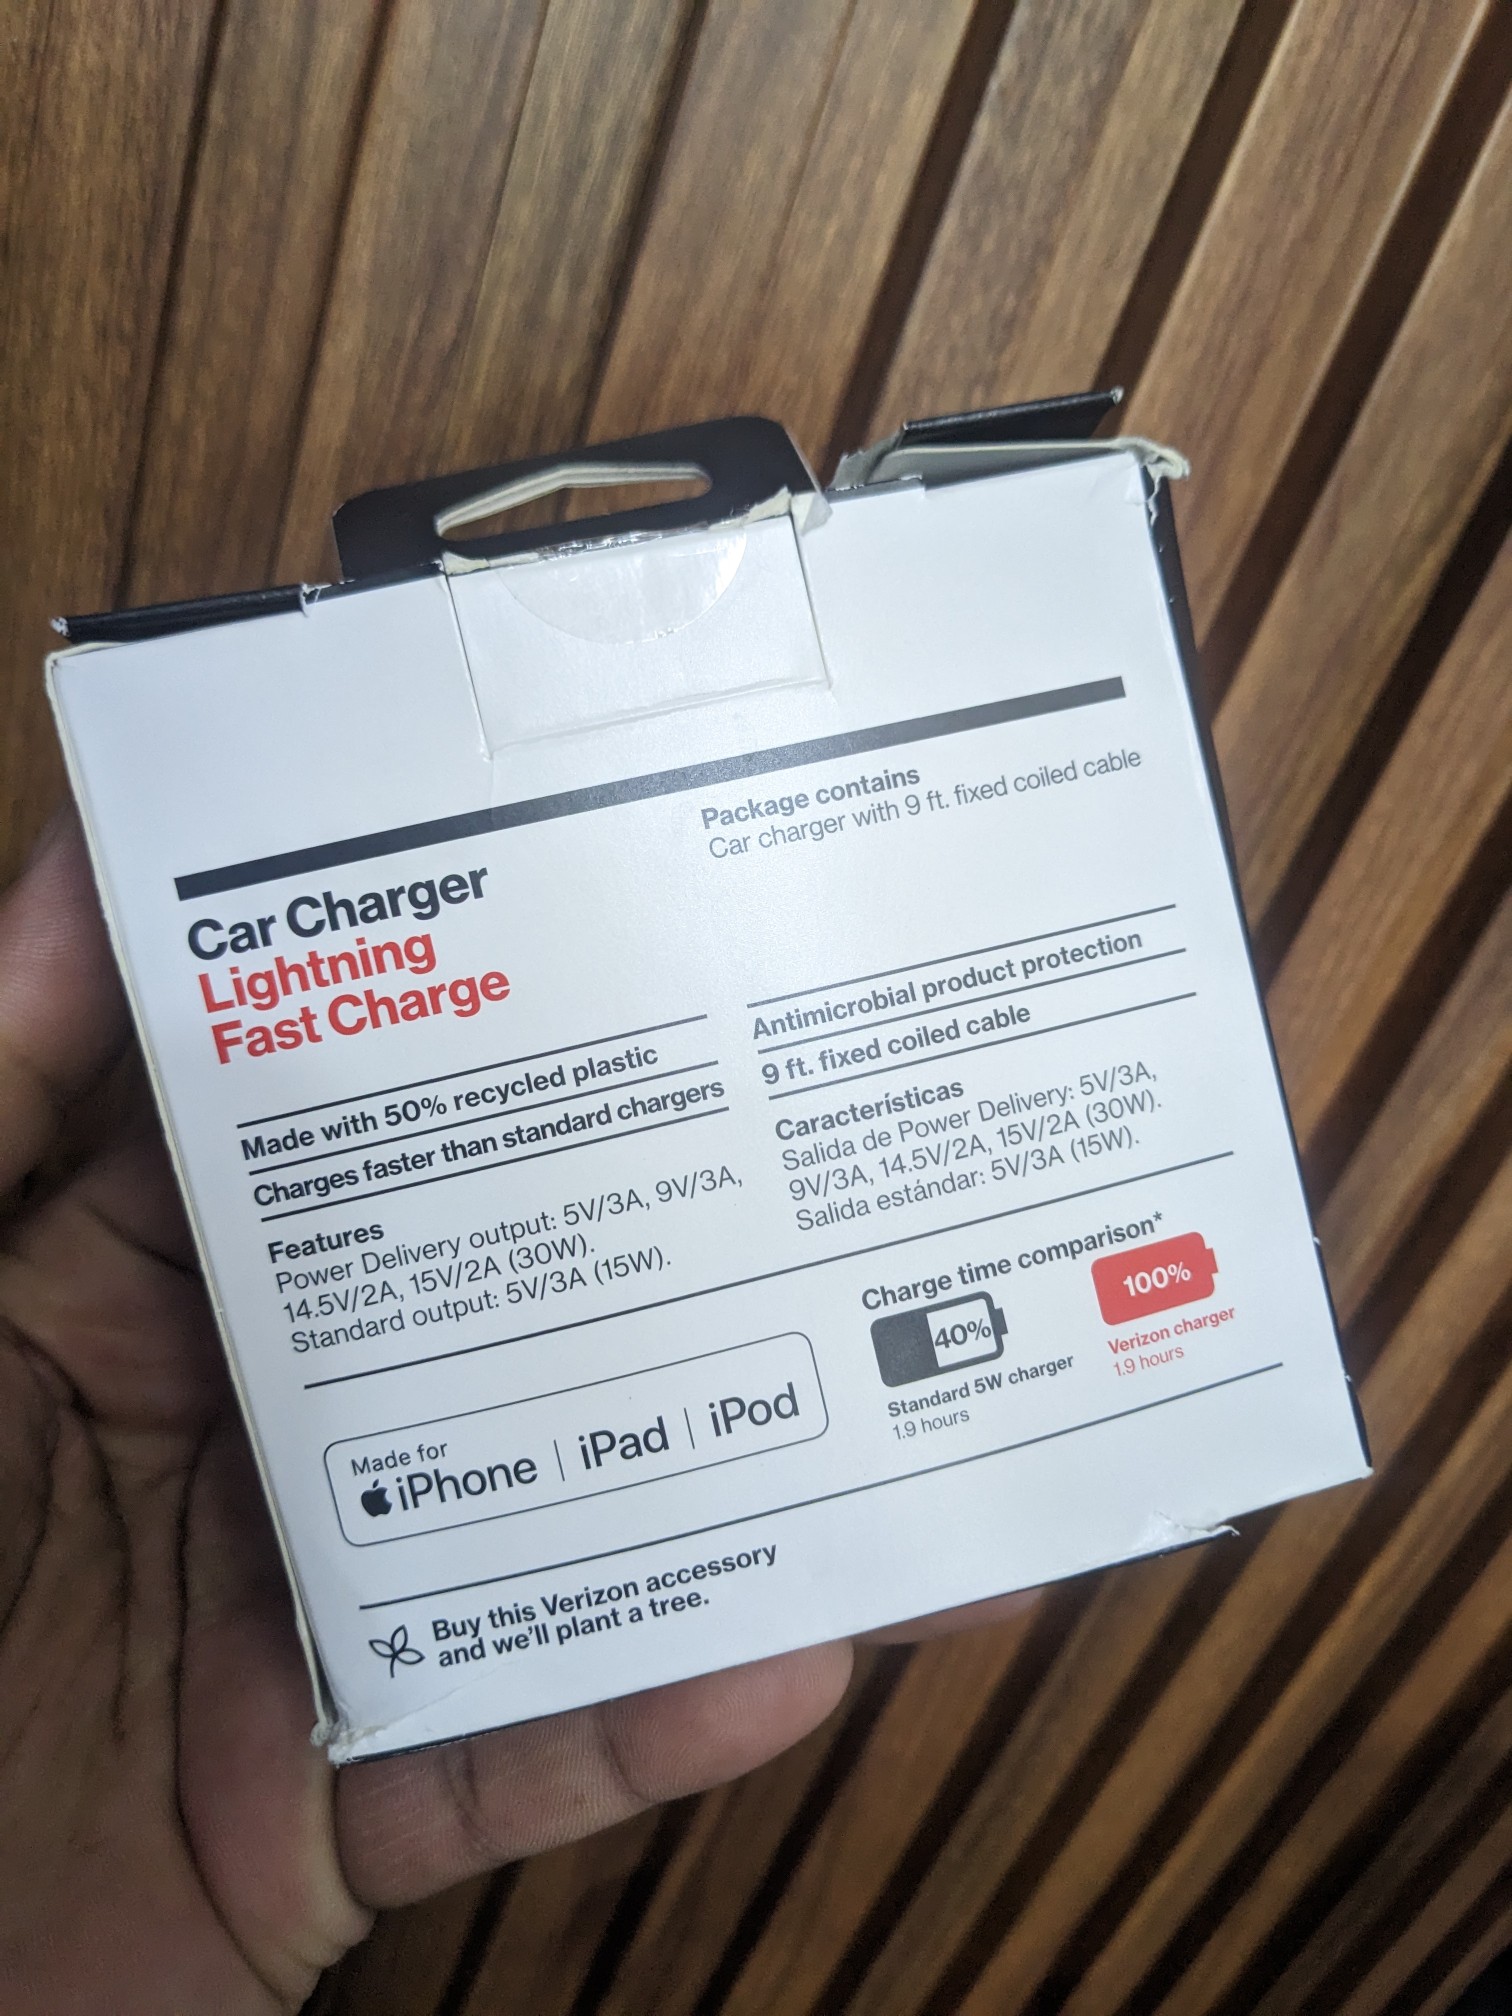 Package contains
Car charger with 9 ft. fixed coiled cable
Car Charger
Lightning
Fast Charge
Made with 50% recycled plastic
Charges faster than standard chargers
Features
Power Delivery output: 5V/3A, 9V/3A,
14.5V/2A, 15V/2A (30W).
Standard output: 5V/3A (15W).
Antimicrobial product protection
9 ft. fixed coiled cable
Características
Salida de Power Delivery: 5V/3A,
9V/3A, 14.5V/2A, 15V/2A (30W).
Salida estándar: 5V/3A (15W).
Made for
iPhone | iPad | iPod
Charge time comparison*
40%
Standard 5W charger
1.9 hours
100%
Verizon charger
1.9 hours
Buy this Verizon accessory
and we'll plant a tree.